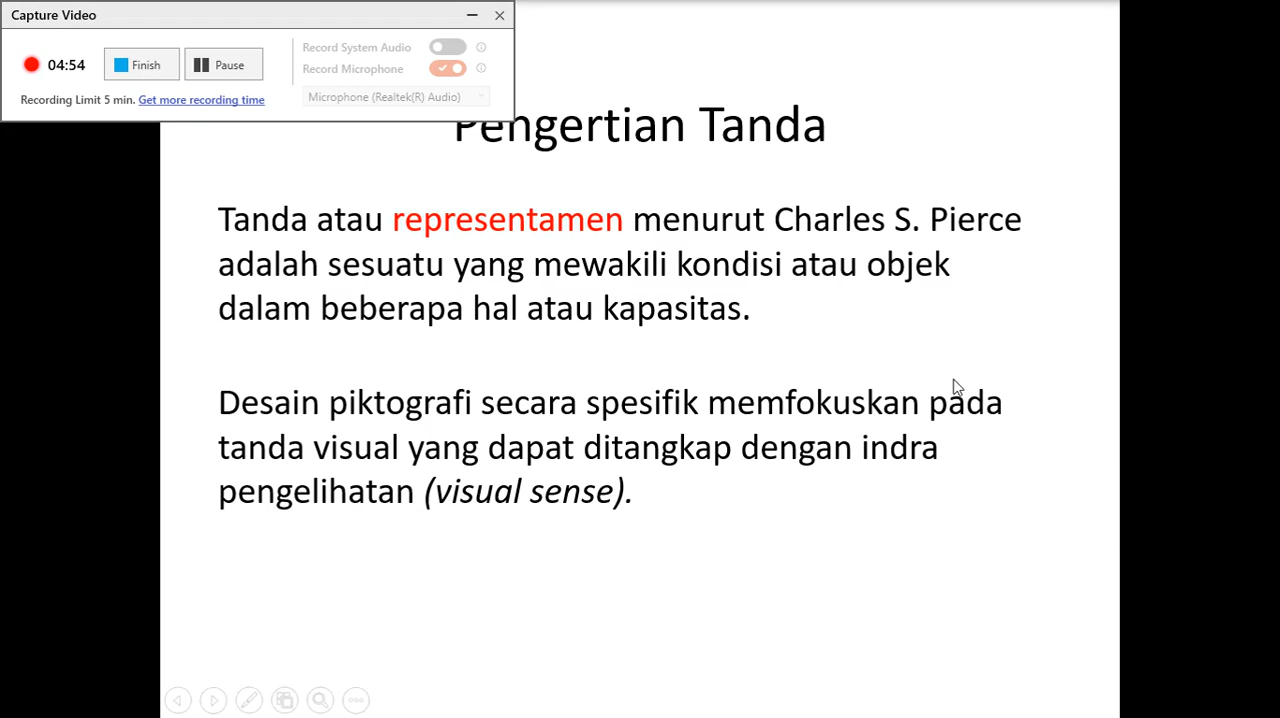 Capture Video
Record System Audio
04:54 Finish Pause
Record Microphone
Recording Limit 5 min. Get more recording time
Microphone (Realtek(R) Audio)
Pengertian Tanda
Tanda atau representamen menurut Charles S. Pierce
adalah sesuatu yang mewakili kondisi atau objek
dalam beberapa hal atau kapasitas.
Desain piktografi secara spesifik memfokuskan pada
tanda visual yang dapat ditangkap dengan indra
pengelihatan (visual sense).